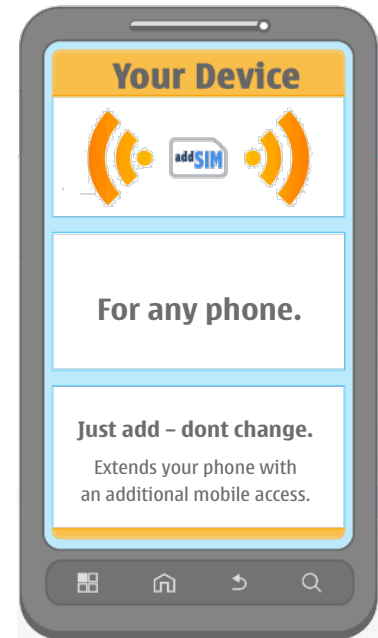 Your Device
addSIM
For any phone.
Just add – dont change.
Extends your phone with
an additional mobile access.